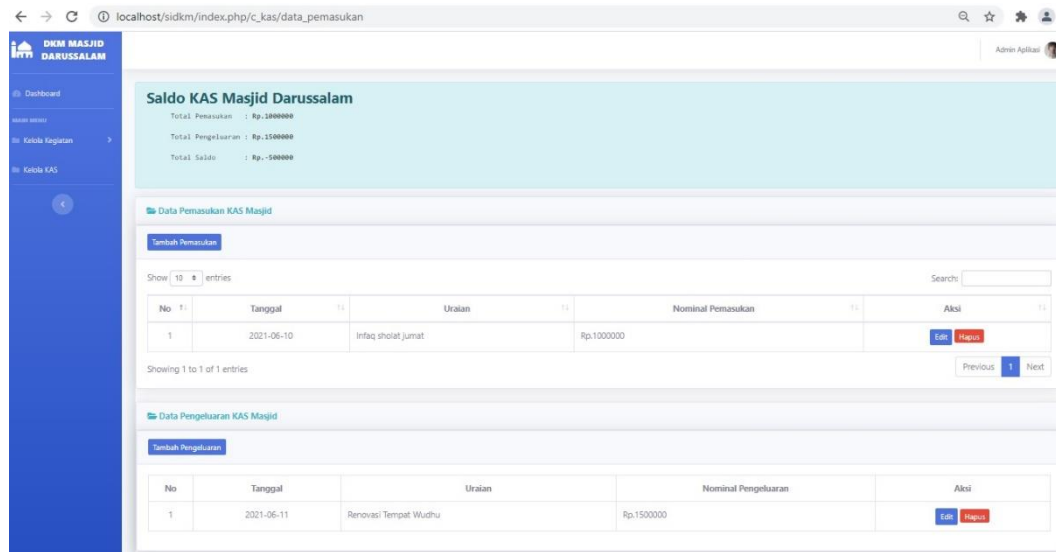 localhost/sidkm/index.php/c_kas/data_pemasukan
DKM MASJID
DARUSSALAM
Admin Aplikasi
Dashboard
Kelola Kegiatan
Kelola KAS
Saldo KAS Masjid Darussalam
Total Pemasukan : Rp.1000000
Total Pengeluaran : Rp.1500000
Total Saldo : Rp.-500000
Data Pemasukan KAS Masjid
Tambah Pemasukan
Show 10 entries Search:
No Tanggal Uraian Nominal Pemasukan Aksi
1 2021-06-10 Infaq sholat jumat Rp.1000000 Edit Hapus
Showing 1 to 1 of 1 entries Previous 1 Next
Data Pengeluaran KAS Masjid
Tambah Pengeluaran
No Tanggal Uraian Nominal Pengeluaran Aksi
1 2021-06-11 Renovasi Tempat Wudhu Rp.1500000 Edit Hapus